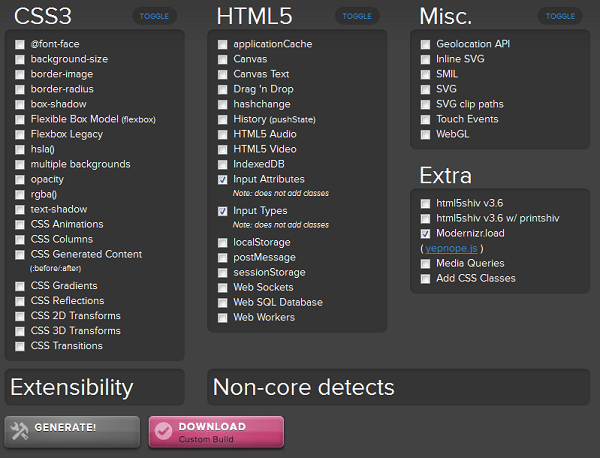 CSS3 TOGGLE
@font-face
background-size
border-image
border-radius
box-shadow
Flexible Box Model (flexbox)
Flexbox Legacy
hsla()
multiple backgrounds
opacity
rgba()
text-shadow
CSS Animations
CSS Columns
CSS Generated Content
(:before/:after)
CSS Gradients
CSS Reflections
CSS 2D Transforms
CSS 3D Transforms
CSS Transitions
HTML5 TOGGLE
applicationCache
Canvas
Canvas Text
Drag 'n Drop
hashchange
History (pushState)
HTML5 Audio
HTML5 Video
IndexedDB
Input Attributes
Note: does not add classes
Input Types
Note: does not add classes
localStorage
postMessage
sessionStorage
Web Sockets
Web SQL Database
Web Workers
Misc. TOGGLE
Geolocation API
Inline SVG
SMIL
SVG
SVG clip paths
Touch Events
WebGL
Extra
html5shiv v3.6
html5shiv v3.6 w/ printshiv
Modernizr.load
( yepnope.js )
Media Queries
Add CSS Classes
Extensibility
Non-core detects
GENERATE!
DOWNLOAD
Custom Build